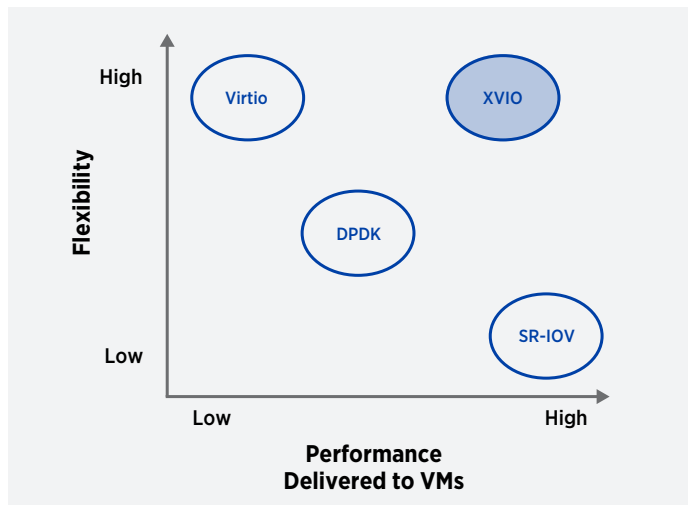 High
Virtio
XVIO
Flexibility
DPDK
SR-IOV
Low
Low
High
Performance
Delivered to VMs